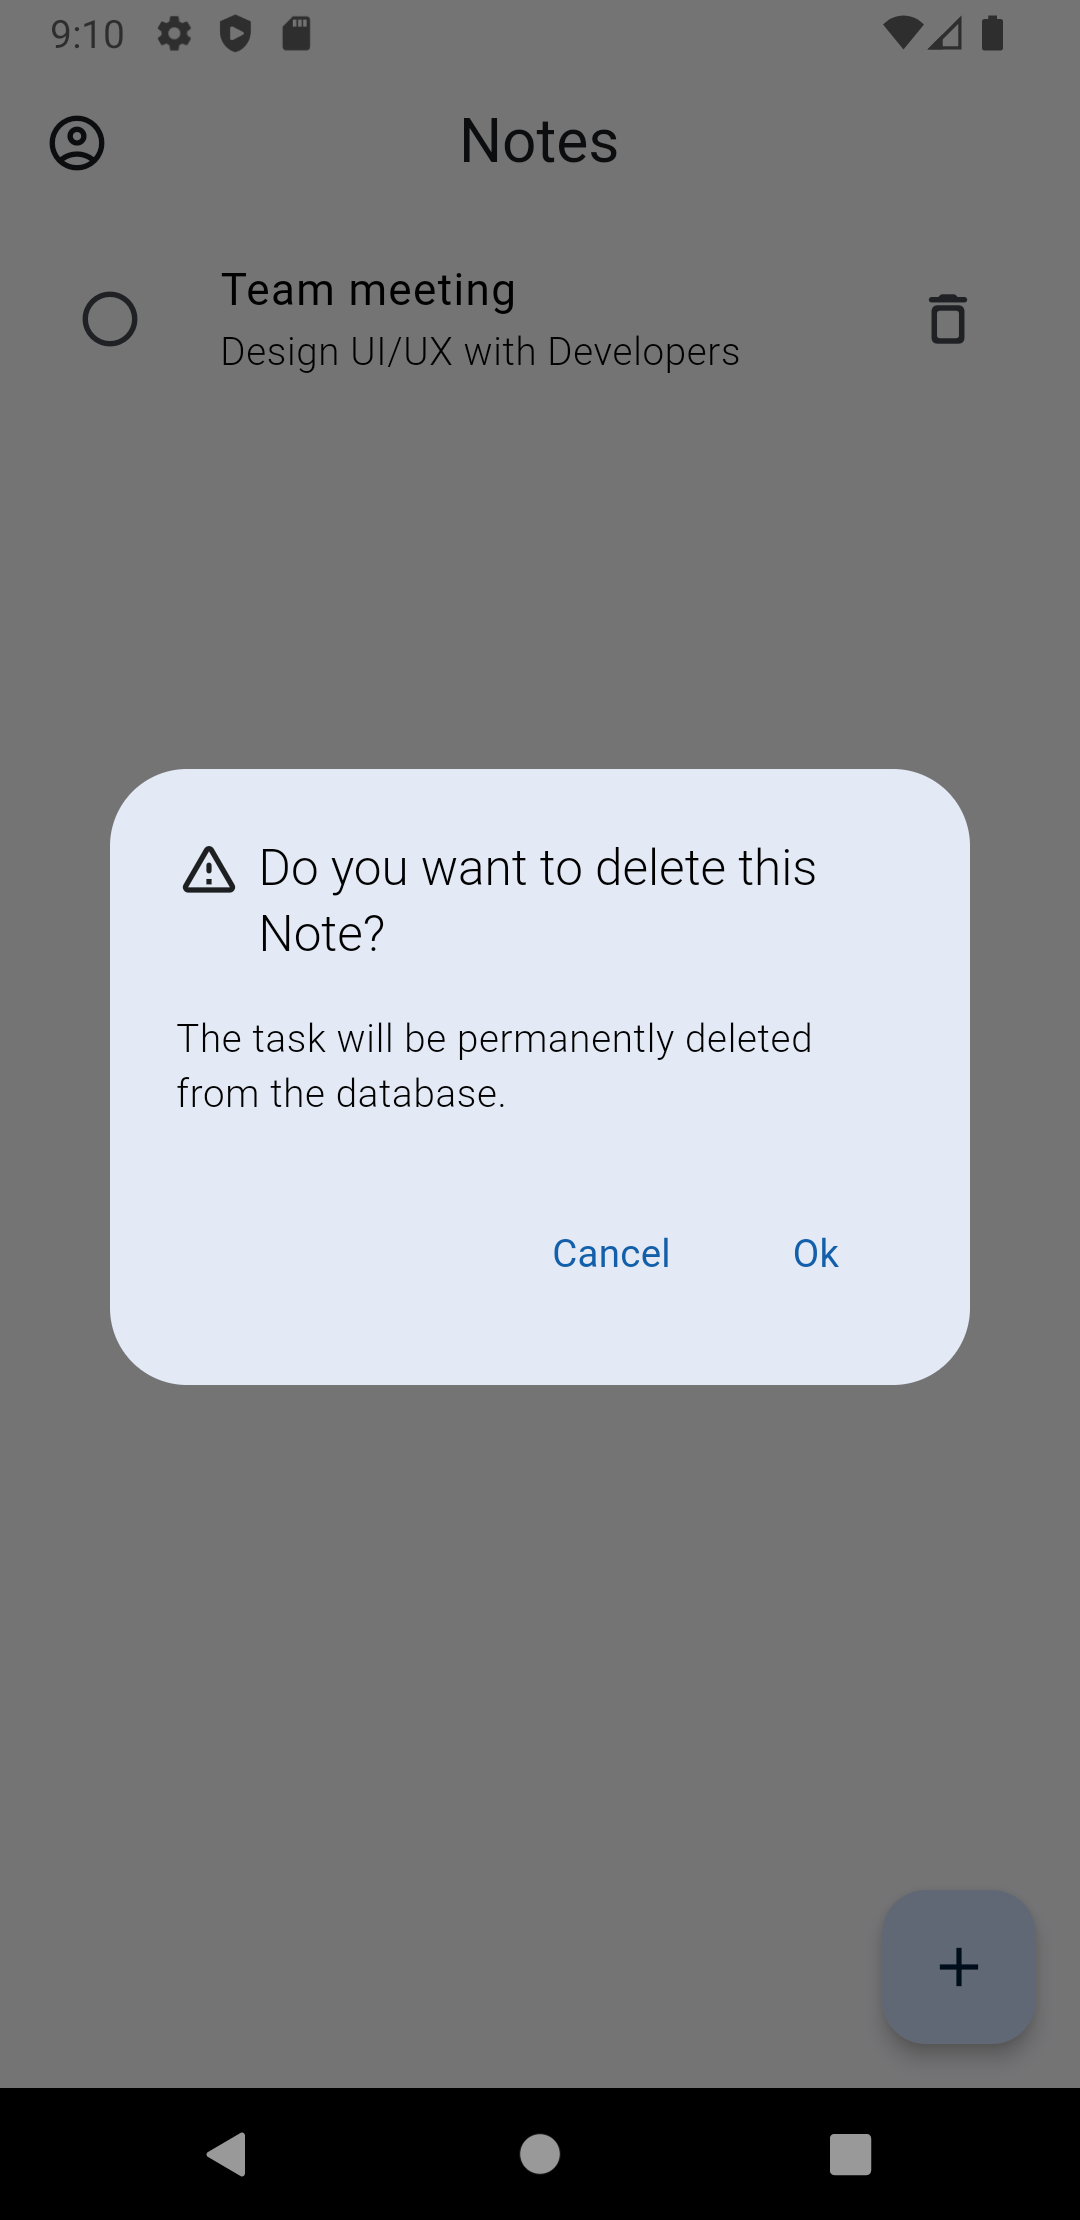 9:10
Notes
Team meeting
Design UI/UX with Developers
Do you want to delete this
Note?
The task will be permanently deleted
from the database.
Cancel
Ok